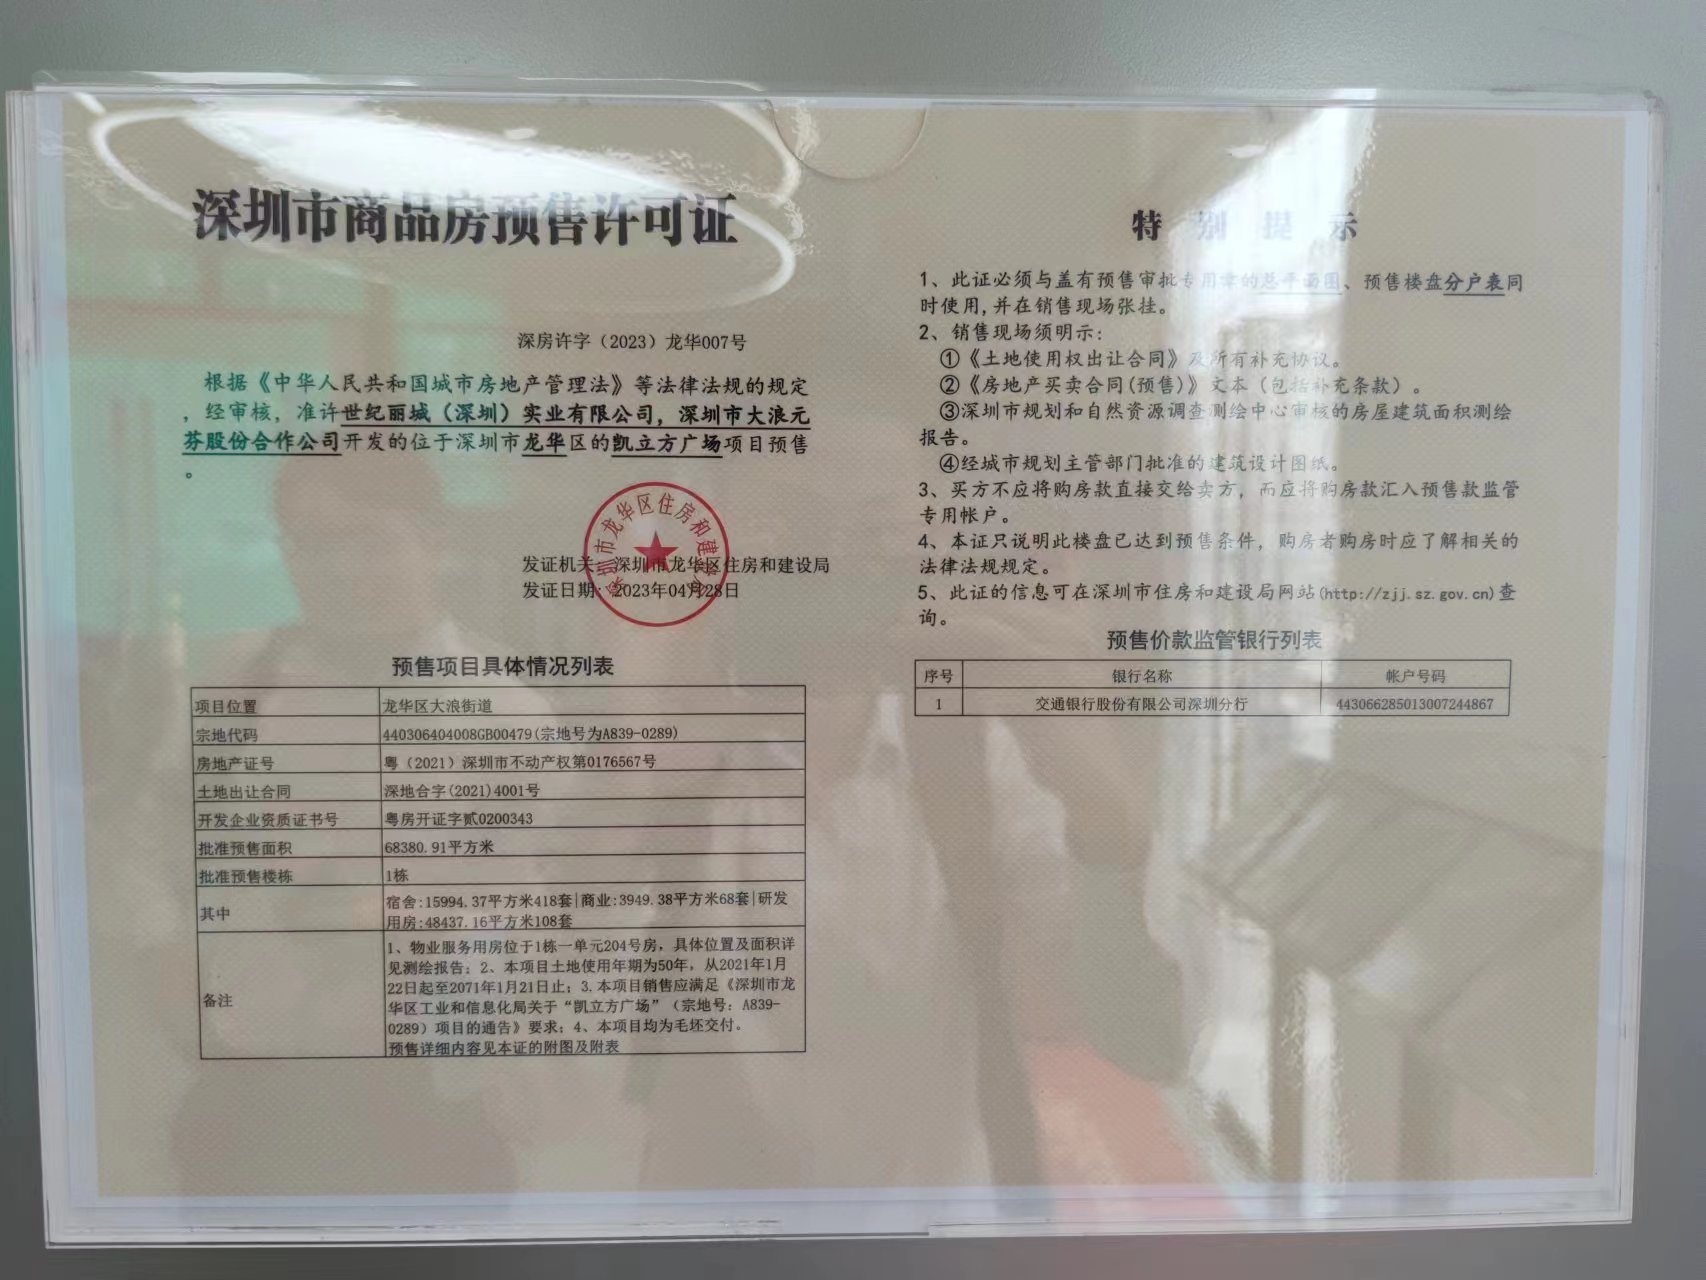 深圳市商品房预售许可证
深房许字（2023）龙华007号
根据《中华人民共和国城市房地产管理法》等法律法规的规定
，经审核，准许世纪丽城（深圳）实业有限公司，深圳市大浪元
芬股份合作公司开发的位于深圳市龙华区的凯立方广场项目预售
。
深圳市龙华区住房和建设局
发证机关：深圳市龙华区住房和建设局
发证日期：2023年04月28日
预售项目具体情况列表
项目位置 龙华区大浪街道
宗地代码 440306404008GB00479(宗地号为A839-0289)
房地产证号 粤（2021）深圳市不动产权第0176567号
土地出让合同 深地合字(2021)4001号
开发企业资质证书号 粤房开证字贰0200343
批准预售面积 68380.91平方米
批准预售楼栋 1栋
其中 宿舍:15994.37平方米418套|商业:3949.38平方米68套|研发
用房:48437.16平方米108套
备注 1、物业服务用房位于1栋一单元204号房，具体位置及面积详
见测绘报告；2、本项目土地使用年期为50年，从2021年1月
22日起至2071年1月21日止；3.本项目销售应满足《深圳市龙
华区工业和信息化局关于“凯立方广场”（宗地号：A839-
0289）项目的通告》要求；4、本项目均为毛坯交付。
预售详细内容见本证的附图及附表
特别提示
1、此证必须与盖有预售审批专用章的总平面图、预售楼盘分户表同
时使用,并在销售现场张挂。
2、销售现场须明示:
①《土地使用权出让合同》及所有补充协议。
②《房地产买卖合同(预售)》文本（包括补充条款）。
③深圳市规划和自然资源调查测绘中心审核的房屋建筑面积测绘
报告。
④经城市规划主管部门批准的建筑设计图纸。
3、买方不应将购房款直接交给卖方，而应将购房款汇入预售款监管
专用帐户。
4、本证只说明此楼盘已达到预售条件，购房者购房时应了解相关的
法律法规规定。
5、此证的信息可在深圳市住房和建设局网站(http://zjj.sz.gov.cn)查
询。
预售价款监管银行列表
序号 银行名称 帐户号码
1 交通银行股份有限公司深圳分行 443066285013007244867